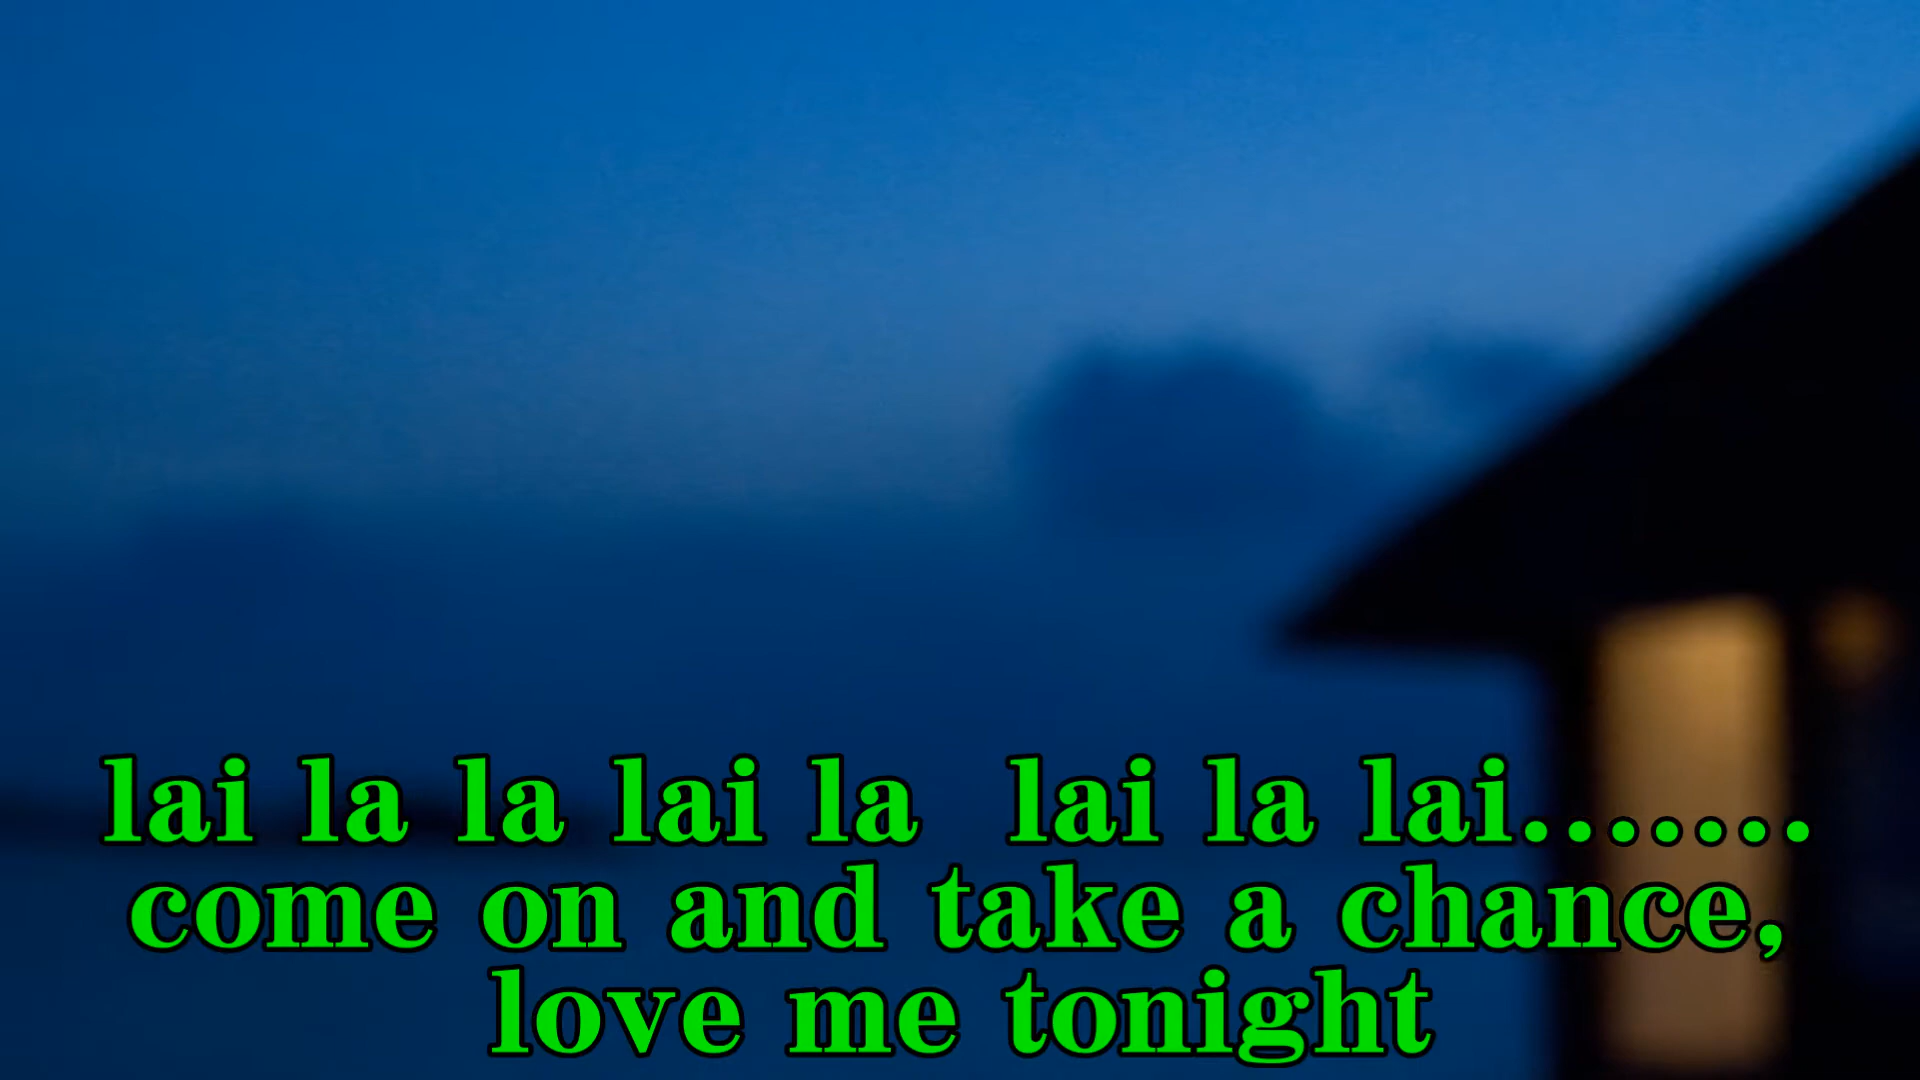 lai la la lai la  lai la lai.......
come on and take a chance,
love me tonight